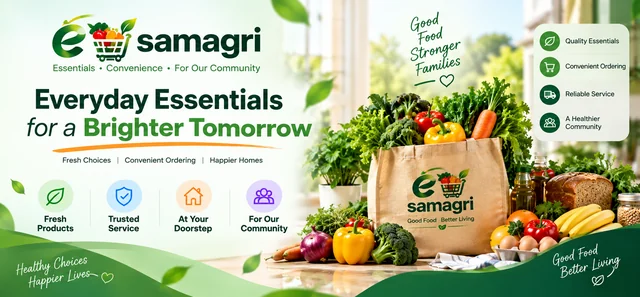 e samagri
Essentials • Convenience • For Our Community
Everyday Essentials
for a Brighter Tomorrow
Fresh Choices | Convenient Ordering | Happier Homes
Fresh
Products
Trusted
Service
At Your
Doorstep
For Our
Community
Healthy Choices
Happier Lives
Good
Food
Stronger
Families
Quality Essentials
Convenient Ordering
Reliable Service
A Healthier
Community
e
samagri
Good Food · Better Living
Good Food
Better Living